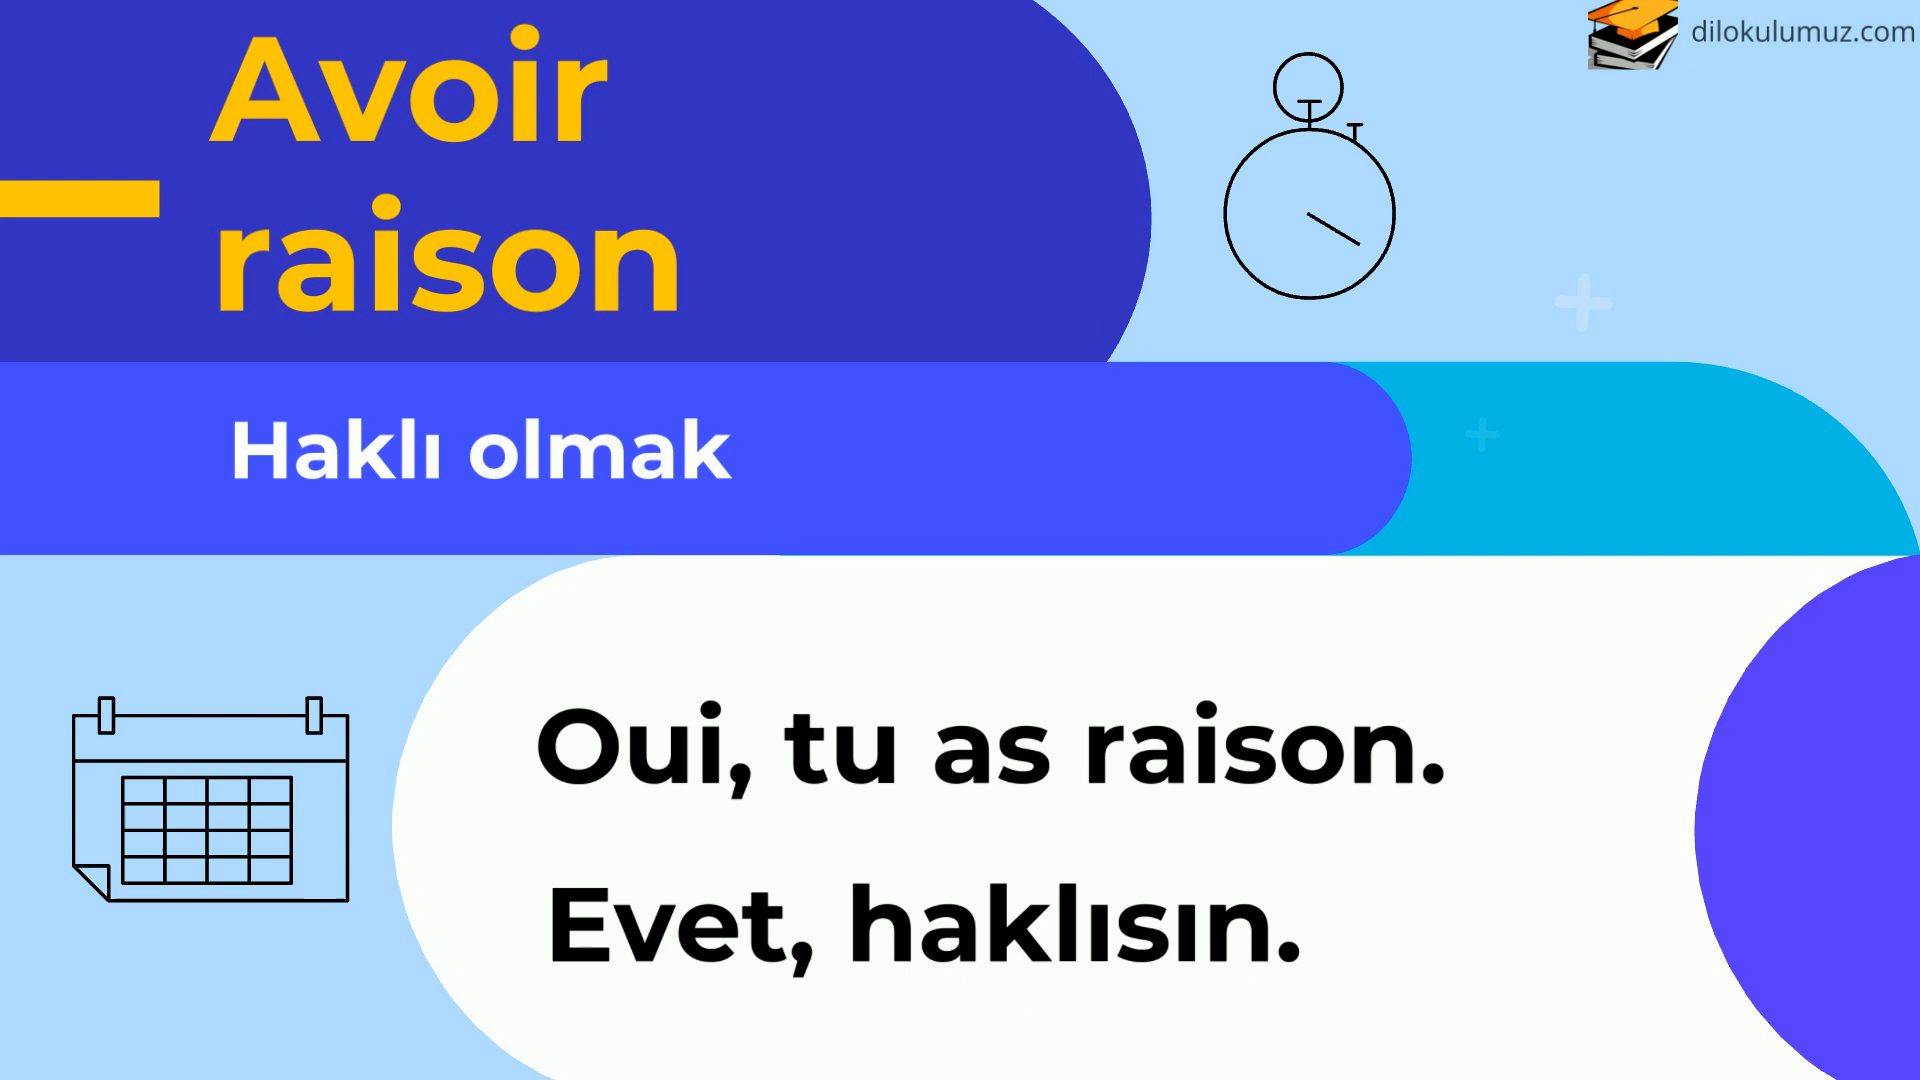 dilokulumuz.com
Avoir
raison
Haklı olmak
Oui, tu as raison.
Evet, haklısın.